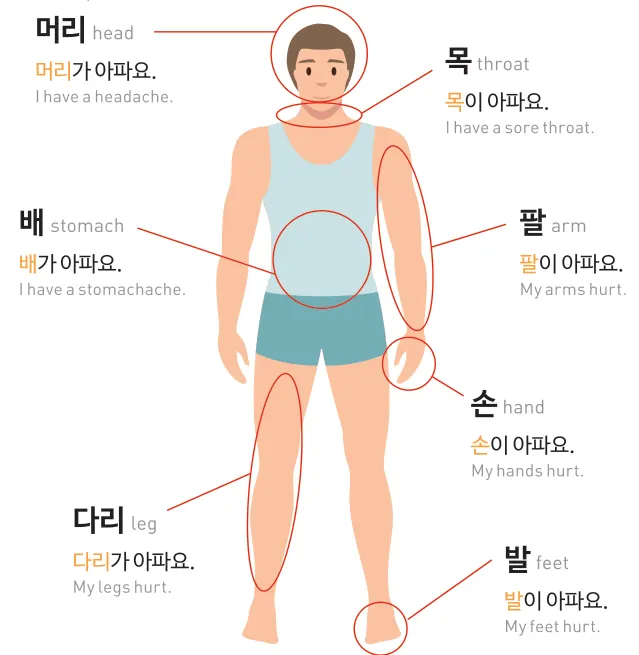 머리 head
머리가 아파요.
I have a headache.
목 throat
목이 아파요.
I have a sore throat.
배 stomach
배가 아파요.
I have a stomachache.
팔 arm
팔이 아파요.
My arms hurt.
손 hand
손이 아파요.
My hands hurt.
다리 leg
다리가 아파요.
My legs hurt.
발 feet
발이 아파요.
My feet hurt.